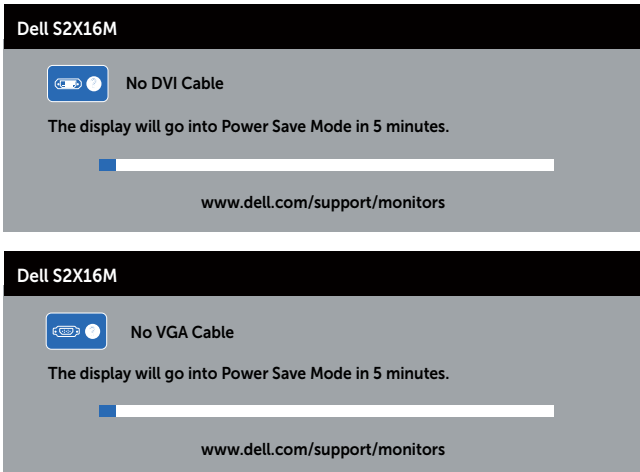 Dell S2X16M
No DVI Cable
The display will go into Power Save Mode in 5 minutes.
www.dell.com/support/monitors
Dell S2X16M
No VGA Cable
The display will go into Power Save Mode in 5 minutes.
www.dell.com/support/monitors